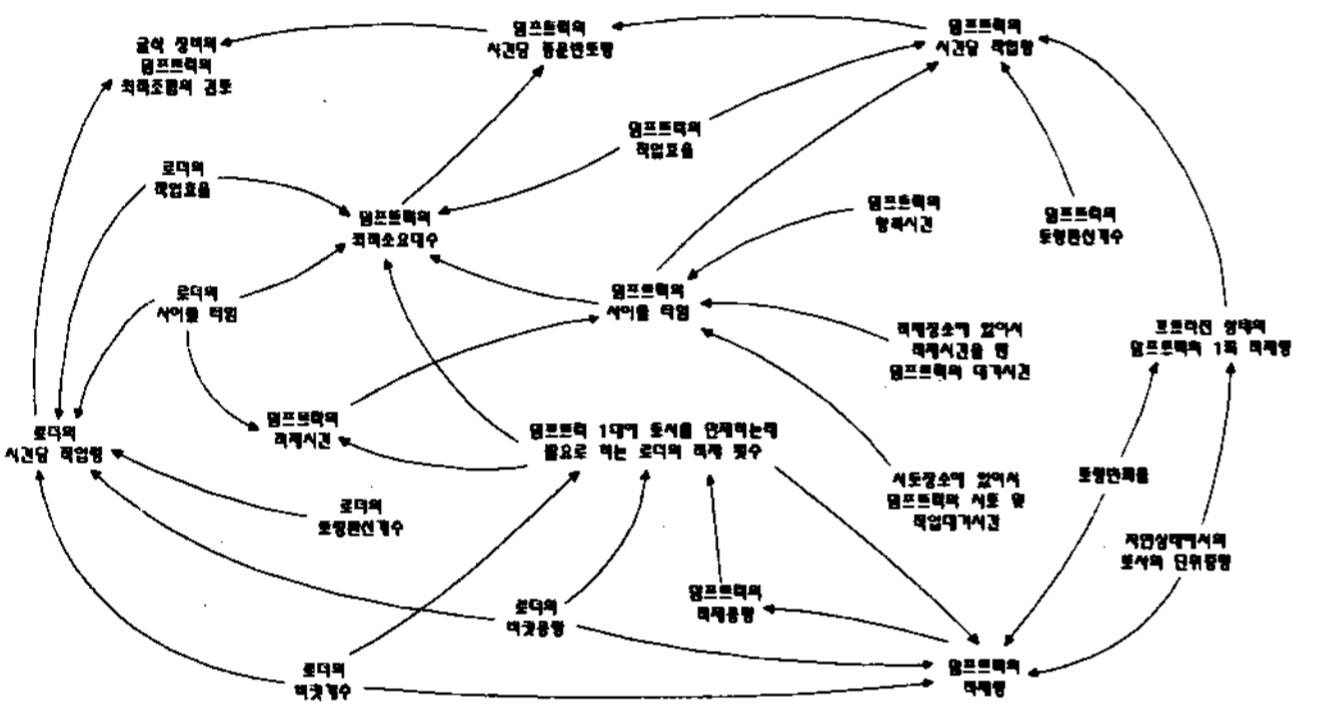 굴삭 장비와
덤프트럭의
최적조합의 검토
덤프트럭의
시간당 총운반토량
덤프트럭의
시간당 작업량
덤프트럭의
작업효율
로더의
작업효율
덤프트럭의
최적소요대수
덤프트럭의
왕복시간
덤프트럭의
토량환산계수
로더의
사이클 타임
덤프트럭의
사이클 타임
적재장소에 있어서
적재시간을 뺀
덤프트럭의 대기시간
흐트러진 상태의
덤프트럭의 1회 적재량
로더의
시간당 작업량
덤프트럭의
적재시간
덤프트럭 1대에 토사를 만재하는데
필요로 하는 로더의 적재 횟수
토량변화율
사토장소에 있어서
덤프트럭의 사토 및
작업대기시간
로더의
토량환산계수
자연상태에서의
토사의 단위중량
로더의
버킷용량
덤프트럭의
적재용량
로더의
버킷계수
덤프트럭의
적재량